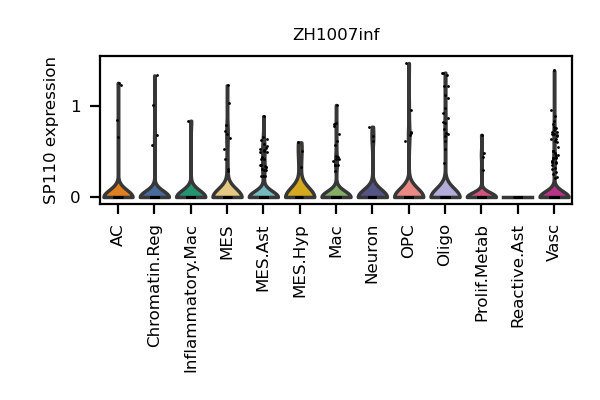 ZH1007inf
SP110 expression
1
0
AC
Chromatin.Reg
Inflammatory.Mac
MES
MES.Ast
MES.Hyp
Mac
Neuron
OPC
Oligo
Prolif.Metab
Reactive.Ast
Vasc